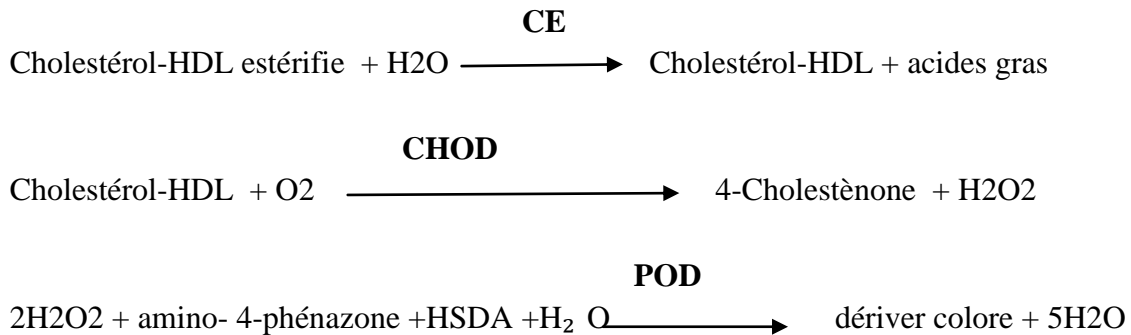 CE
Cholestérol-HDL estérifie + H2O Cholestérol-HDL + acides gras
CHOD
Cholestérol-HDL + O2 4-Cholestènone + H2O2
POD
2H2O2 + amino- 4-phénazone +HSDA +H₂ O dériver colore + 5H2O